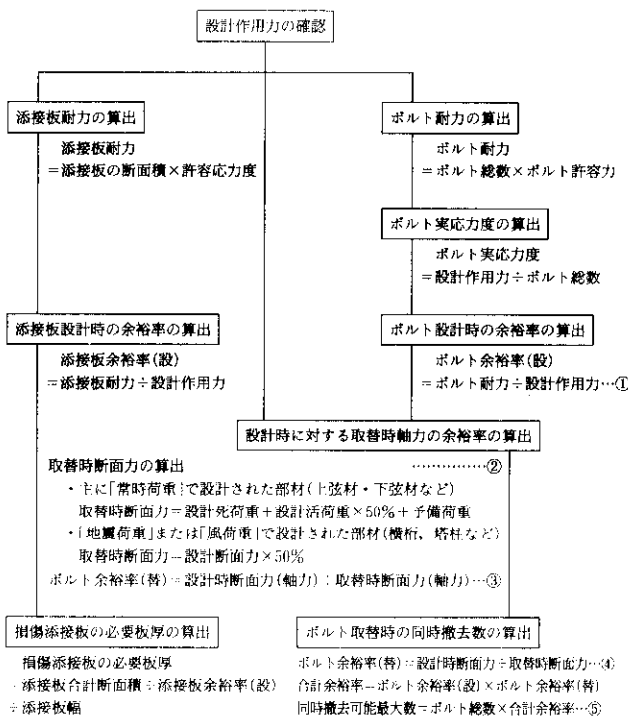 設計作用力の確認
添接板耐力の算出
添接板耐力
=添接板の断面積×許容応力度
ボルト耐力の算出
ボルト耐力
=ボルト総数×ボルト許容力
ボルト実応力度の算出
ボルト実応力度
=設計作用力÷ボルト総数
添接板設計時の余裕率の算出
添接板余裕率(設)
=添接板耐力÷設計作用力
ボルト設計時の余裕率の算出
ボルト余裕率(設)
=ボルト耐力÷設計作用力…①
設計時に対する取替時軸力の余裕率の算出
取替時断面力の算出 ……………②
・主に「常時荷重」で設計された部材(上弦材・下弦材など)
取替時断面力=設計死荷重+設計活荷重×50%+予備荷重
・「地震荷重」または「風荷重」で設計された部材(横桁,塔柱など)
取替時断面力=設計断面力×50%
ボルト余裕率(替)=設計時断面力(軸力):取替時断面力(軸力)…③
損傷添接板の必要板厚の算出
損傷添接板の必要板厚
=添接板合計断面積÷添接板余裕率(設)
÷添接板幅
ボルト取替時の同時撤去数の算出
ボルト余裕率(替)=設計時断面力÷取替時断面力…④
合計余裕率=ボルト余裕率(設)×ボルト余裕率(替)
同時撤去可能最大数=ボルト総数×合計余裕率…⑤